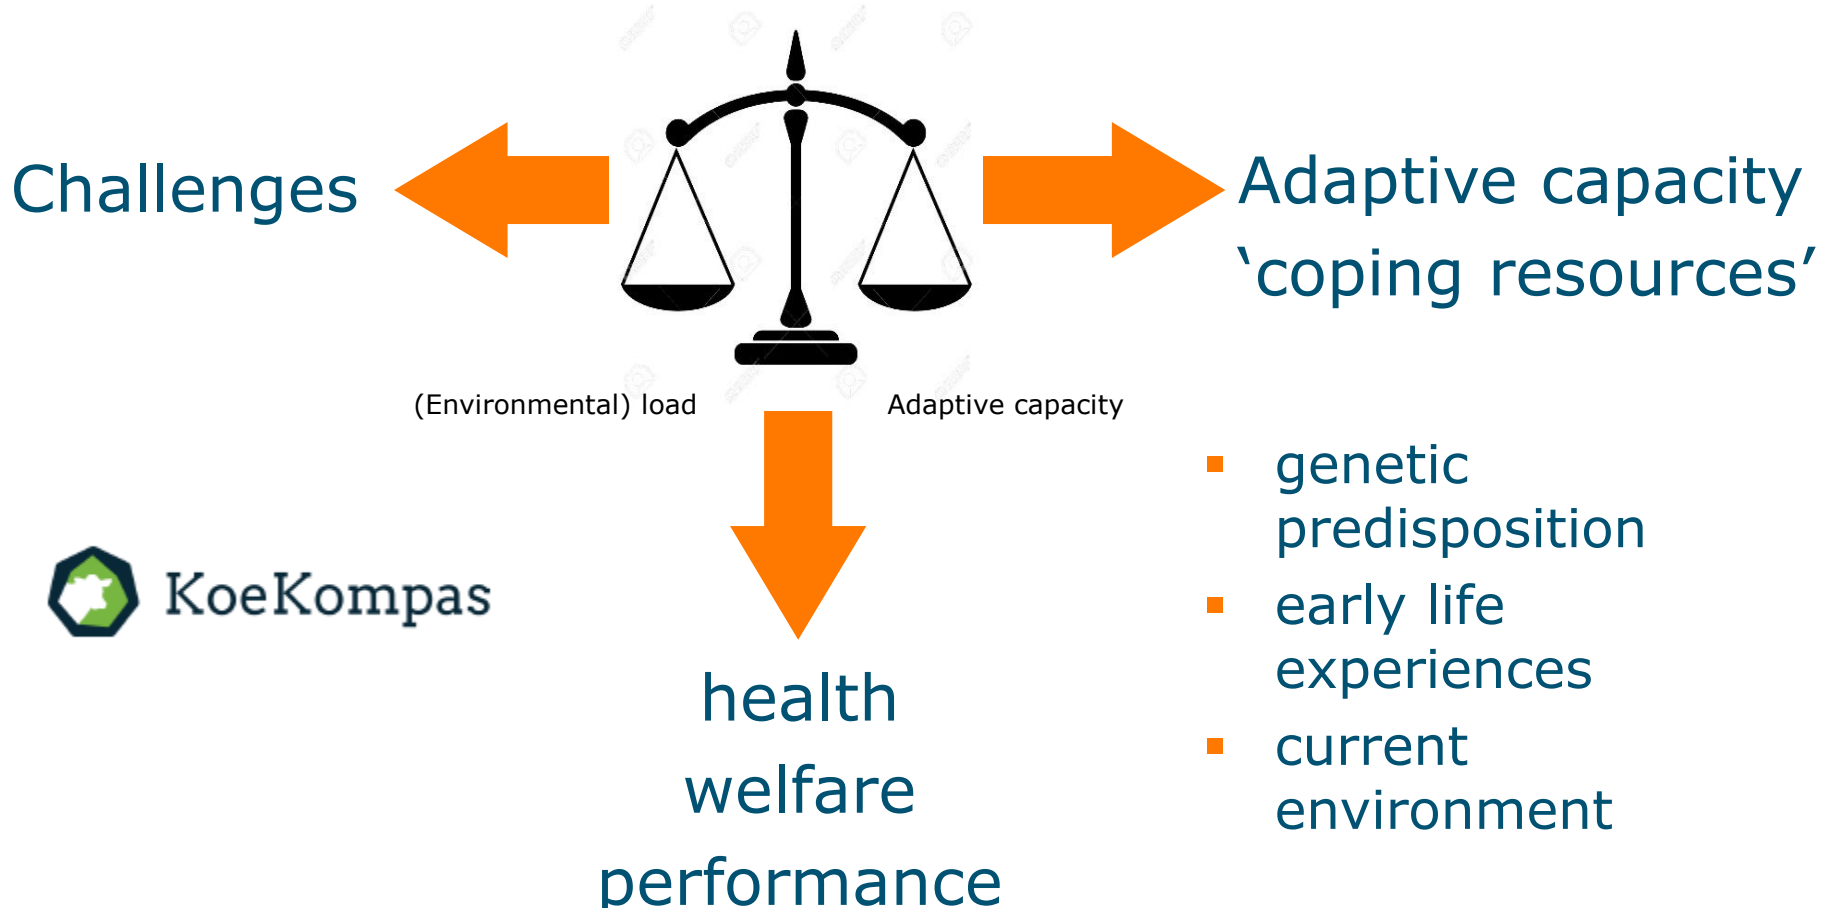 Challenges
Adaptive capacity
‘coping resources’
(Environmental) load
Adaptive capacity
▪ genetic
predisposition
▪ early life
experiences
▪ current
environment
KoeKompas
health
welfare
performance